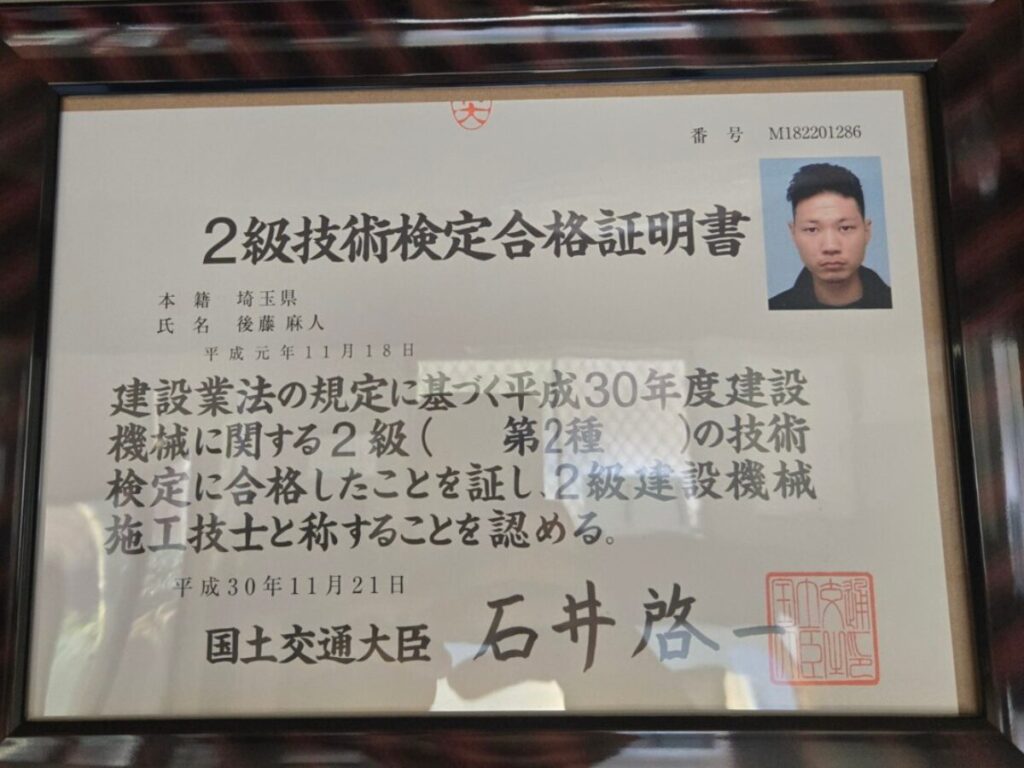 番号 M182201286
2級技術検定合格証明書
本籍 埼玉県
氏名 後藤 麻人
平成元年11月18日
建設業法の規定に基づく平成30年度建設
機械に関する2級( 第2種 )の技術
検定に合格したことを証し、2級建設機械
施工技士と称することを認める。
平成30年11月21日
国土交通大臣 石井啓一